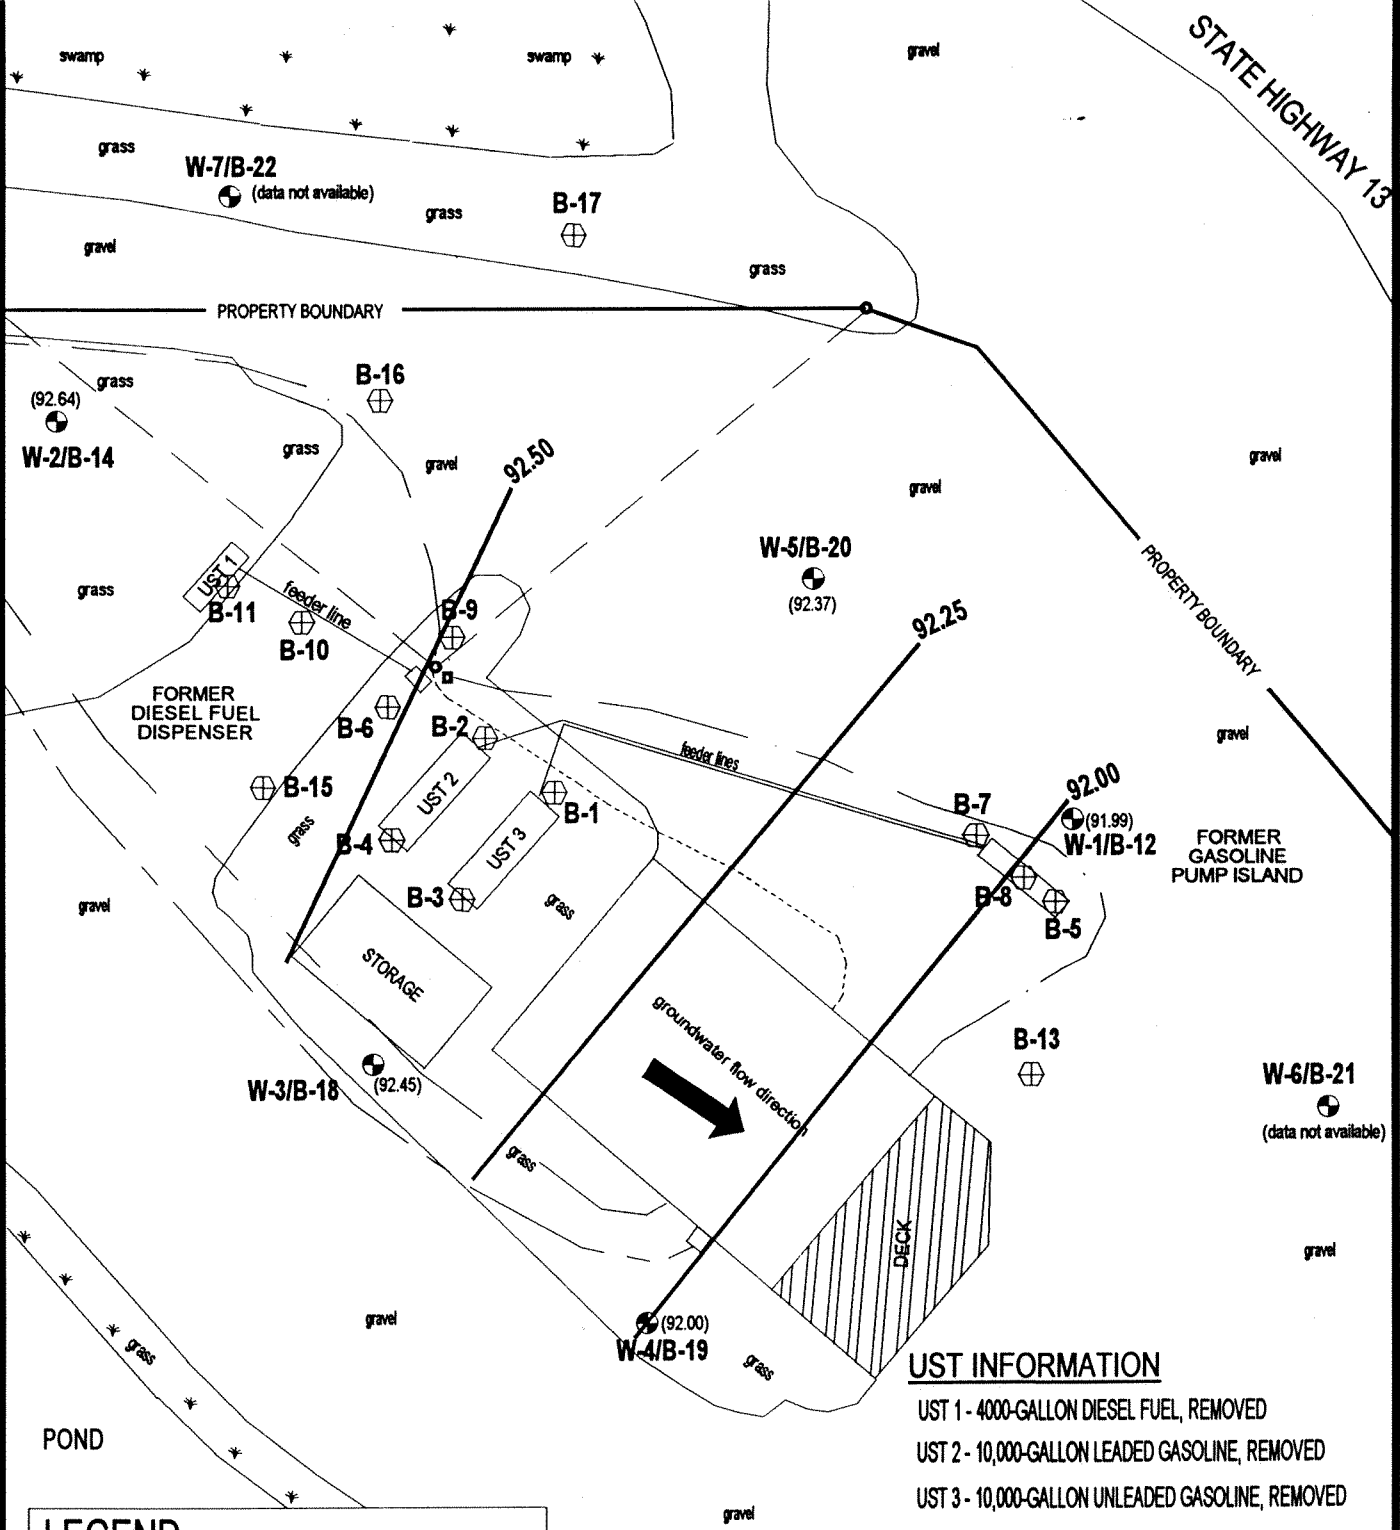 swamp
swamp
gravel
STATE HIGHWAY 13
grass
W-7/B-22
(data not available)
grass
B-17
gravel
grass
PROPERTY BOUNDARY
grass
B-16
(92.64)
W-2/B-14
grass
gravel
92.50
gravel
gravel
W-5/B-20
(92.37)
PROPERTY BOUNDARY
grass
UST 1
B-11
feeder line
B-10
B-9
92.25
FORMER
DIESEL FUEL
DISPENSER
B-6
B-2
feeder lines
gravel
B-15
UST 2
B-1
92.00
B-7
(91.99)
W-1/B-12
FORMER
GASOLINE
PUMP ISLAND
grass
B-4
UST 3
B-3
grass
B-8
B-5
gravel
STORAGE
groundwater flow direction
B-13
W-6/B-21
(data not available)
W-3/B-18
(92.45)
grass
DECK
gravel
gravel
(92.00)
W-4/B-19
grass
grass
POND
UST INFORMATION
UST 1 - 4000-GALLON DIESEL FUEL, REMOVED
UST 2 - 10,000-GALLON LEADED GASOLINE, REMOVED
UST 3 - 10,000-GALLON UNLEADED GASOLINE, REMOVED
gravel
LEGEND